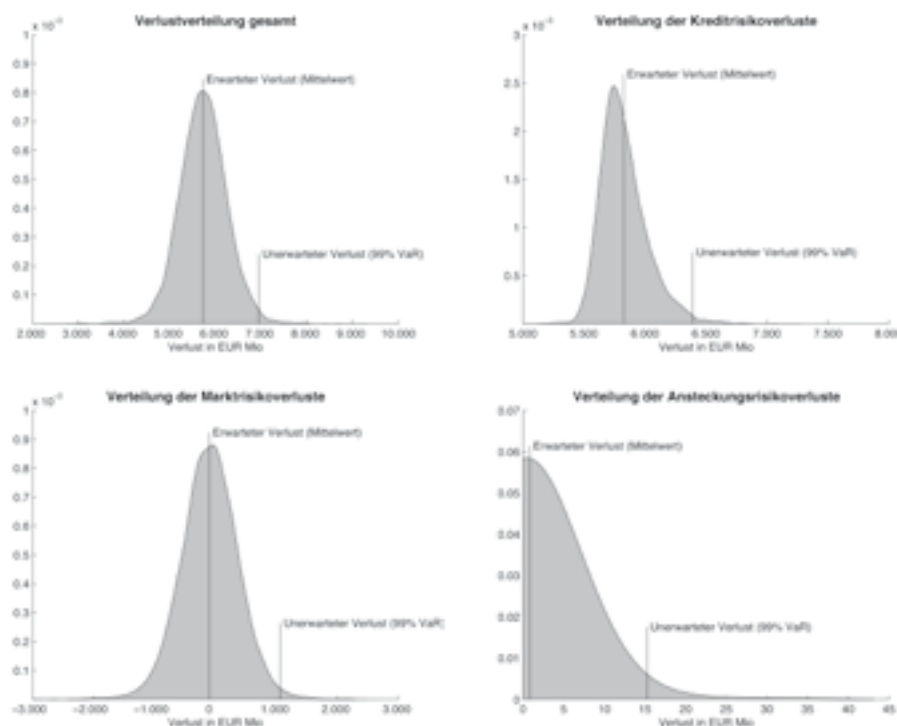 Verlustverteilung gesamt
x 10⁻³
1
0.9
0.8
0.7
0.6
0.5
0.4
0.3
0.2
0.1
Erwarteter Verlust (Mittelwert)
Unerwarteter Verlust (99% VaR)
2.000 3.000 4.000 5.000 6.000 7.000 8.000 9.000 10.000
Verlust in EUR Mio
Verteilung der Kreditrisikoverluste
x 10⁻³
3
2.5
2
1.5
1
0.5
Erwarteter Verlust (Mittelwert)
Unerwarteter Verlust (99% VaR)
5.000 5.500 6.000 6.500 7.000 7.500 8.00
Verlust in EUR Mio
Verteilung der Marktrisikoverluste
x 10⁻³
1
0.9
0.8
0.7
0.6
0.5
0.4
0.3
0.2
0.1
Erwarteter Verlust (Mittelwert)
Unerwarteter Verlust (99% VaR)
-3.000 -2.000 -1.000 0 1.000 2.000 3.000
Verlust in EUR Mio
Verteilung der Ansteckungsrisikoverluste
0.07
0.06
0.05
0.04
0.03
0.02
0.01
0
Erwarteter Verlust (Mittelwert)
Unerwarteter Verlust (99% VaR)
0 5 10 15 20 25 30 35 40 45
Verlust in EUR Mio